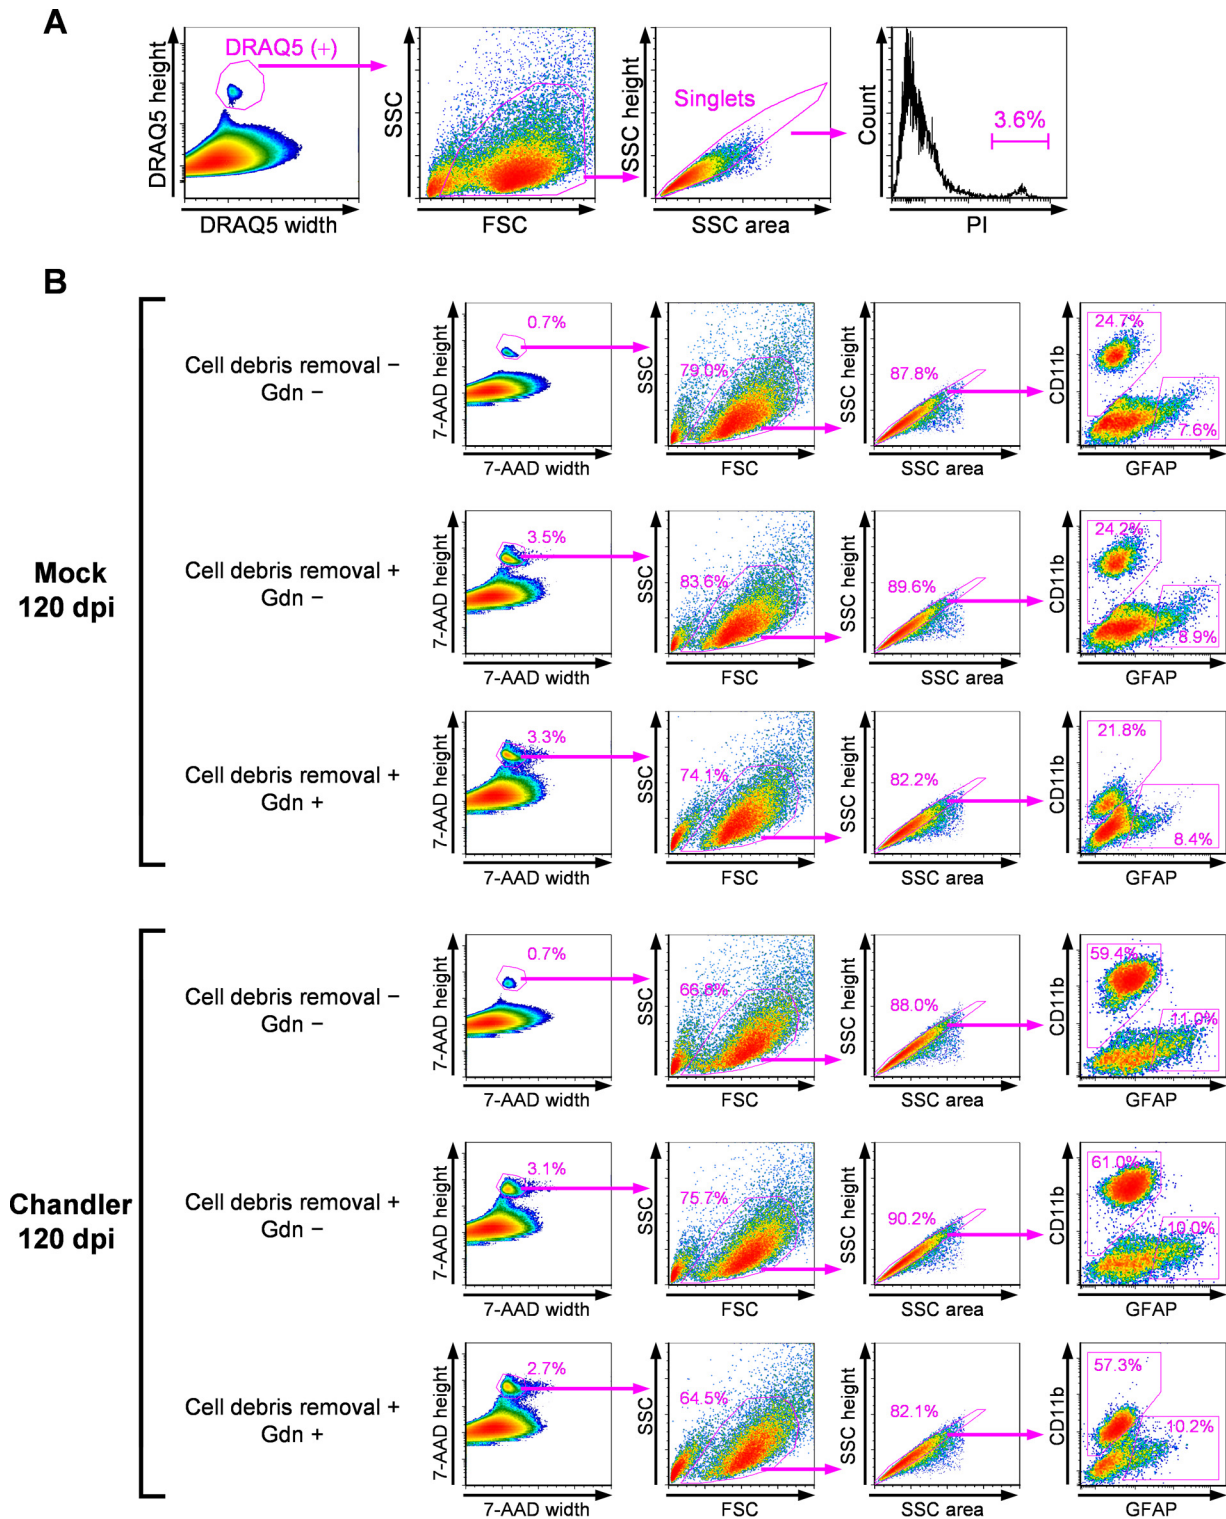 A
DRAQ5 height
DRAQ5 (+)
DRAQ5 width
SSC
FSC
SSC height
Singlets
SSC area
Count
3.6%
PI
B
Mock
120 dpi
Cell debris removal −
Gdn −
7-AAD height
0.7%
7-AAD width
SSC
79.0%
FSC
SSC height
87.8%
SSC area
CD11b
24.7%
7.6%
GFAP
Cell debris removal +
Gdn −
7-AAD height
3.5%
7-AAD width
SSC
83.6%
FSC
SSC height
89.6%
SSC area
CD11b
24.2%
8.9%
GFAP
Cell debris removal +
Gdn +
7-AAD height
3.3%
7-AAD width
SSC
74.1%
FSC
SSC height
82.2%
SSC area
CD11b
21.8%
8.4%
GFAP
Chandler
120 dpi
Cell debris removal −
Gdn −
7-AAD height
0.7%
7-AAD width
SSC
66.8%
FSC
SSC height
88.0%
SSC area
CD11b
59.4%
11.0%
GFAP
Cell debris removal +
Gdn −
7-AAD height
3.1%
7-AAD width
SSC
75.7%
FSC
SSC height
90.2%
SSC area
CD11b
61.0%
10.0%
GFAP
Cell debris removal +
Gdn +
7-AAD height
2.7%
7-AAD width
SSC
64.5%
FSC
SSC height
82.1%
SSC area
CD11b
57.3%
10.2%
GFAP